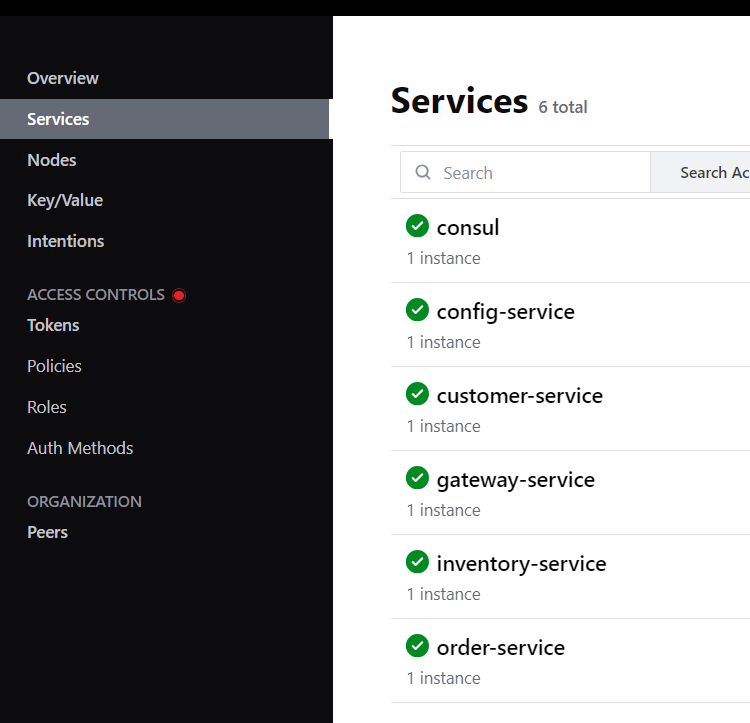 Overview
Services
Nodes
Key/Value
Intentions
ACCESS CONTROLS
Tokens
Policies
Roles
Auth Methods
ORGANIZATION
Peers
Services 6 total
Search
Search Ac
consul
1 instance
config-service
1 instance
customer-service
1 instance
gateway-service
1 instance
inventory-service
1 instance
order-service
1 instance